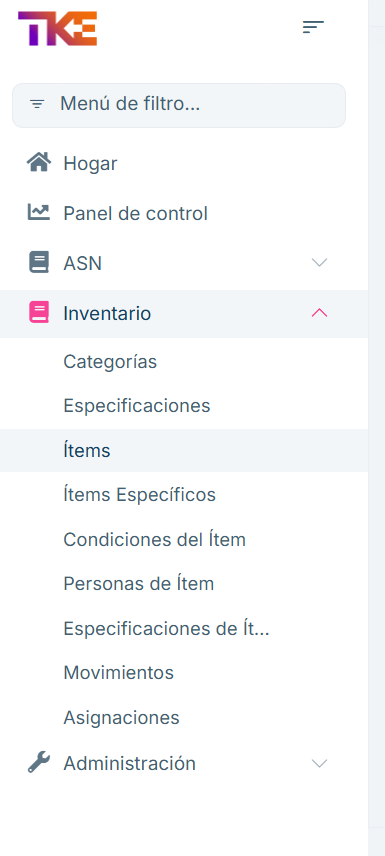 TKE
Menú de filtro...
Hogar
Panel de control
ASN
Inventario
Categorías
Especificaciones
Ítems
Ítems Específicos
Condiciones del Ítem
Personas de Ítem
Especificaciones de Ít...
Movimientos
Asignaciones
Administración